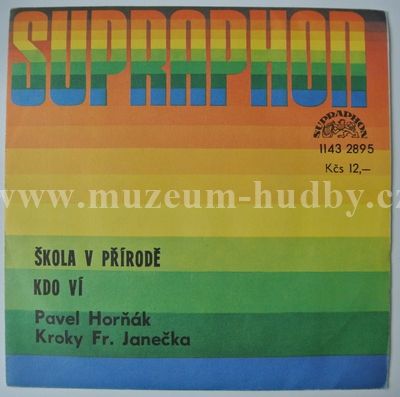 SUPRAPHON
SUPRAPHON
1143 2895
Kčs 12,–
www.muzeum-hudby.cz
ŠKOLA V PŘÍRODĚ
KDO VÍ
Pavel Horňák
Kroky Fr. Janečka